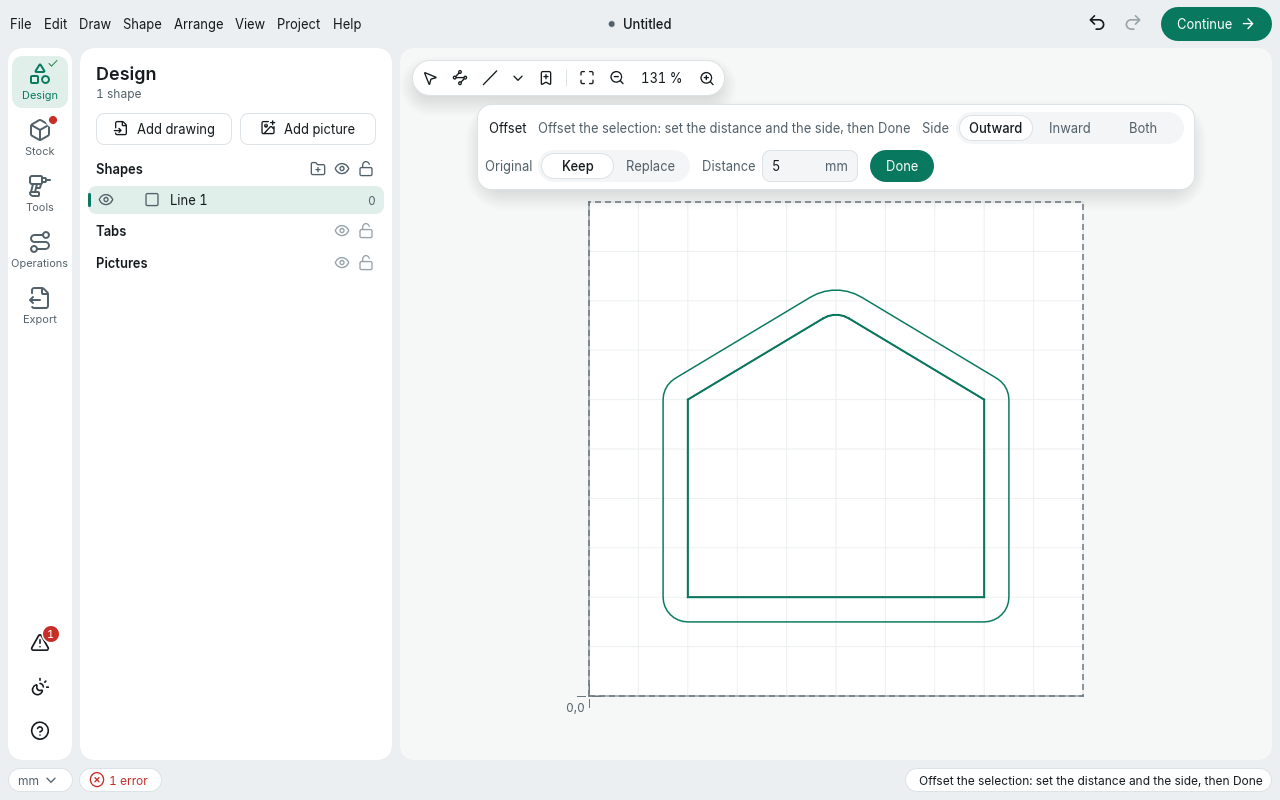 File Edit Draw Shape Arrange View Project Help
Untitled
Continue
Design
Stock
Tools
Operations
Export
1
Design
1 shape
Add drawing
Add picture
Shapes
Line 1
0
Tabs
Pictures
131 %
Offset Offset the selection: set the distance and the side, then Done Side Outward Inward Both
Original Keep Replace Distance 5 mm Done
0,0
mm
1 error
Offset the selection: set the distance and the side, then Done